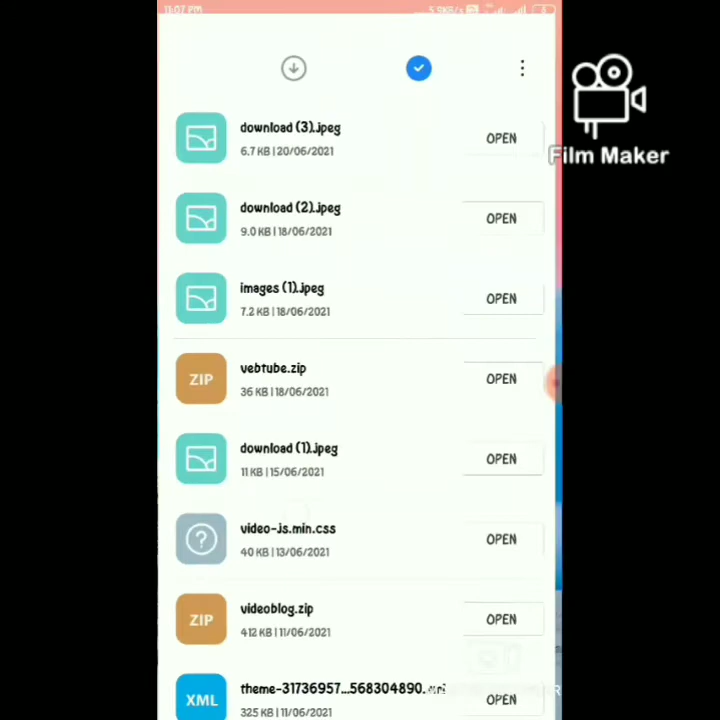 11:07 PM
5.9KB/s
Film Maker
download (3).jpeg
6.7 KB | 20/06/2021
OPEN
download (2).jpeg
9.0 KB | 18/06/2021
OPEN
images (1).jpeg
7.2 KB | 18/06/2021
OPEN
ZIP
vebtube.zip
36 KB | 18/06/2021
OPEN
download (1).jpeg
11 KB | 15/06/2021
OPEN
?
video-js.min.css
40 KB | 13/06/2021
OPEN
ZIP
videoblog.zip
412 KB | 11/06/2021
OPEN
XML
theme-31736957...568304890.
325 KB | 11/06/2021
OPEN